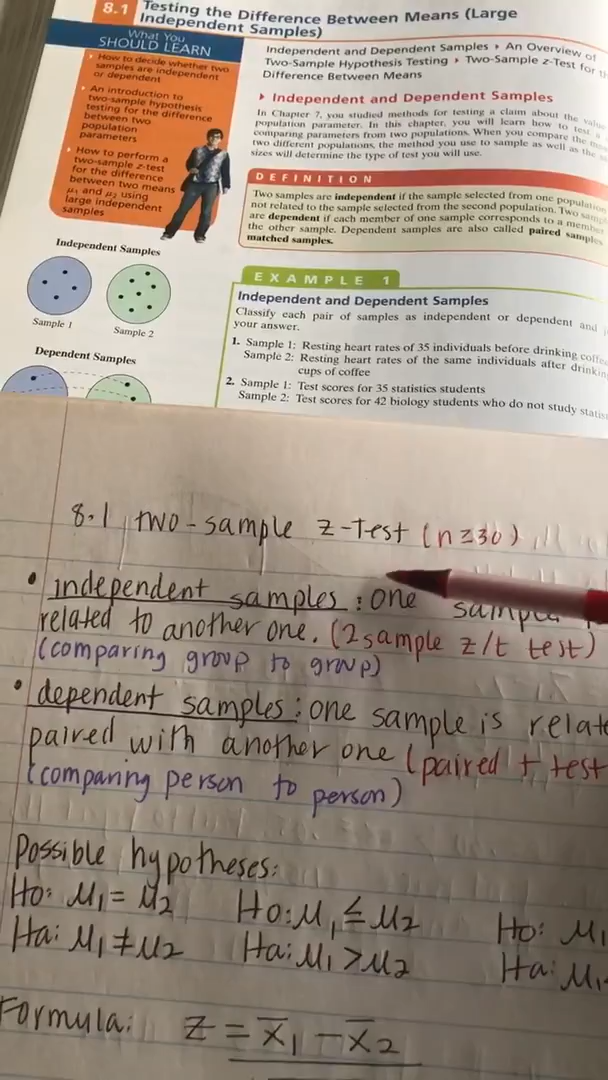 8.1 Testing the Difference Between Means (Large
Independent Samples)
What You
SHOULD LEARN
How to decide whether two
samples are independent
or dependent
An introduction to
two-sample hypothesis
testing for the difference
between two
population
parameters
How to perform a
two-sample z-test
for the difference
between two means
μ1 and μ2 using
large independent
samples
Independent Samples
Sample 1
Sample 2
Dependent Samples
Independent and Dependent Samples ▸ An Overview of
Two-Sample Hypothesis Testing ▸ Two-Sample z-Test for
Difference Between Means
▸ Independent and Dependent Samples
In Chapter 7, you studied methods for testing a claim about the
population parameter. In this chapter, you will learn how to test a
comparing parameters from two populations. When you compare the
two different populations, the method you use to sample as well as the
sizes will determine the type of test you will use.
DEFINITION
Two samples are independent if the sample selected from one population
not related to the sample selected from the second population. Two
are dependent if each member of one sample corresponds to a member
the other sample. Dependent samples are also called paired
matched samples.
EXAMPLE 1
Independent and Dependent Samples
Classify each pair of samples as independent or dependent and
your answer.
1. Sample 1: Resting heart rates of 35 individuals before drinking
Sample 2: Resting heart rates of the same individuals after
cups of coffee
2. Sample 1: Test scores for 35 statistics students
Sample 2: Test scores for 42 biology students who do not study
8.1 two-sample z-test (n≥30)
• independent samples: one sample
related to another one. (2 sample z/t test)
(comparing group to group)
• dependent samples: one sample is
paired with another one (paired t test
(comparing person to person)
Possible hypotheses:
Ho: μ1 = μ2 Ho: μ1 ≤ μ2 Ho: μ1
Ha: μ1 ≠ μ2 Ha: μ1 > μ2 Ha: μ1
Formula: z = x̄1 - x̄2